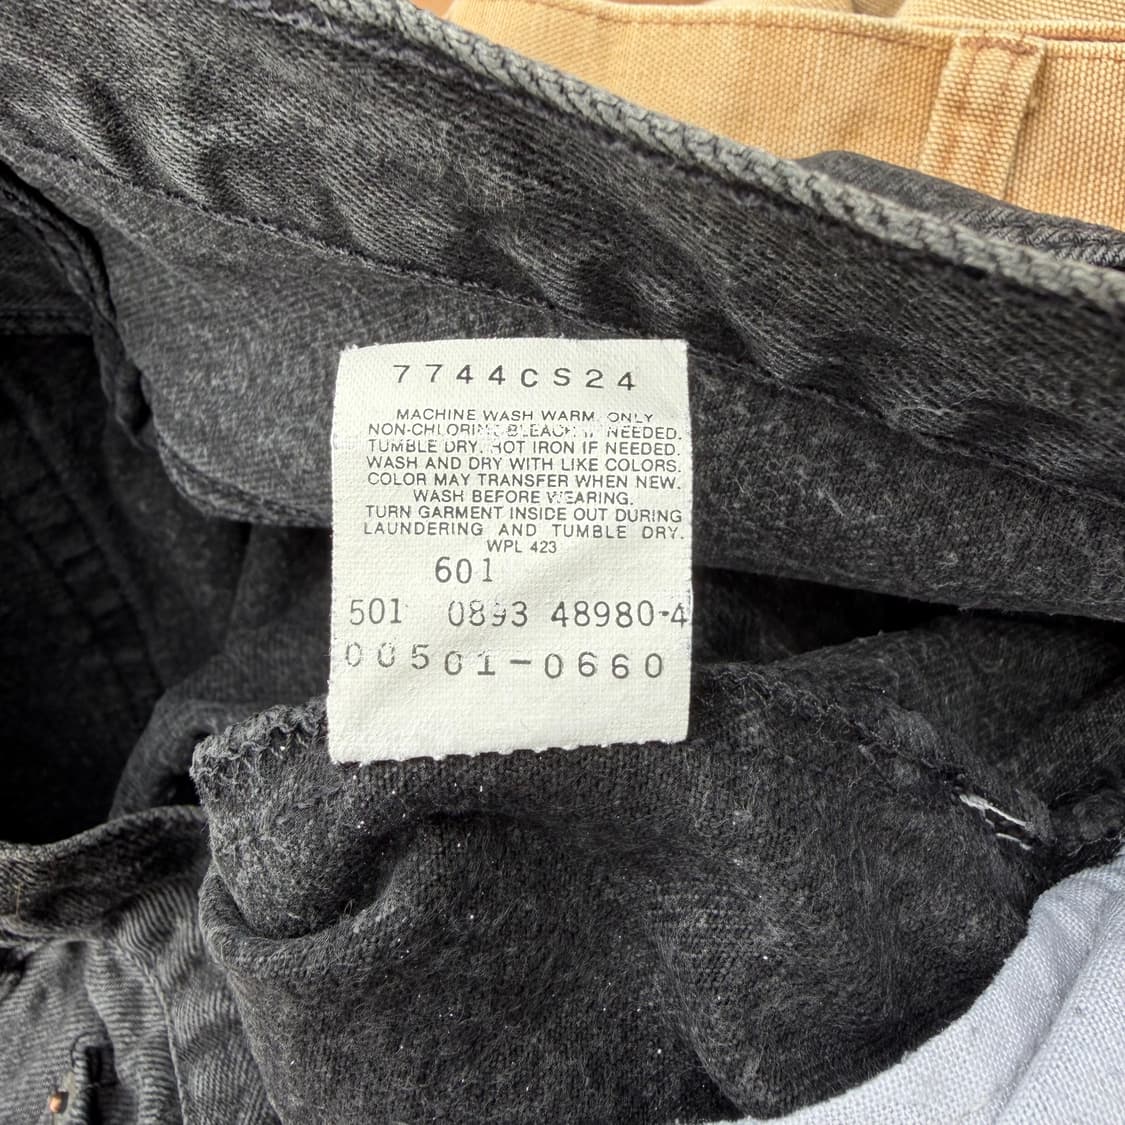 7744CS24
MACHINE WASH WARM ONLY
NON-CHLORINE BLEACH IF NEEDED.
TUMBLE DRY. HOT IRON IF NEEDED.
WASH AND DRY WITH LIKE COLORS.
COLOR MAY TRANSFER WHEN NEW.
WASH BEFORE WEARING.
TURN GARMENT INSIDE OUT DURING
LAUNDERING AND TUMBLE DRY.
WPL 423
601
501 0893 48980-4
00501-0660